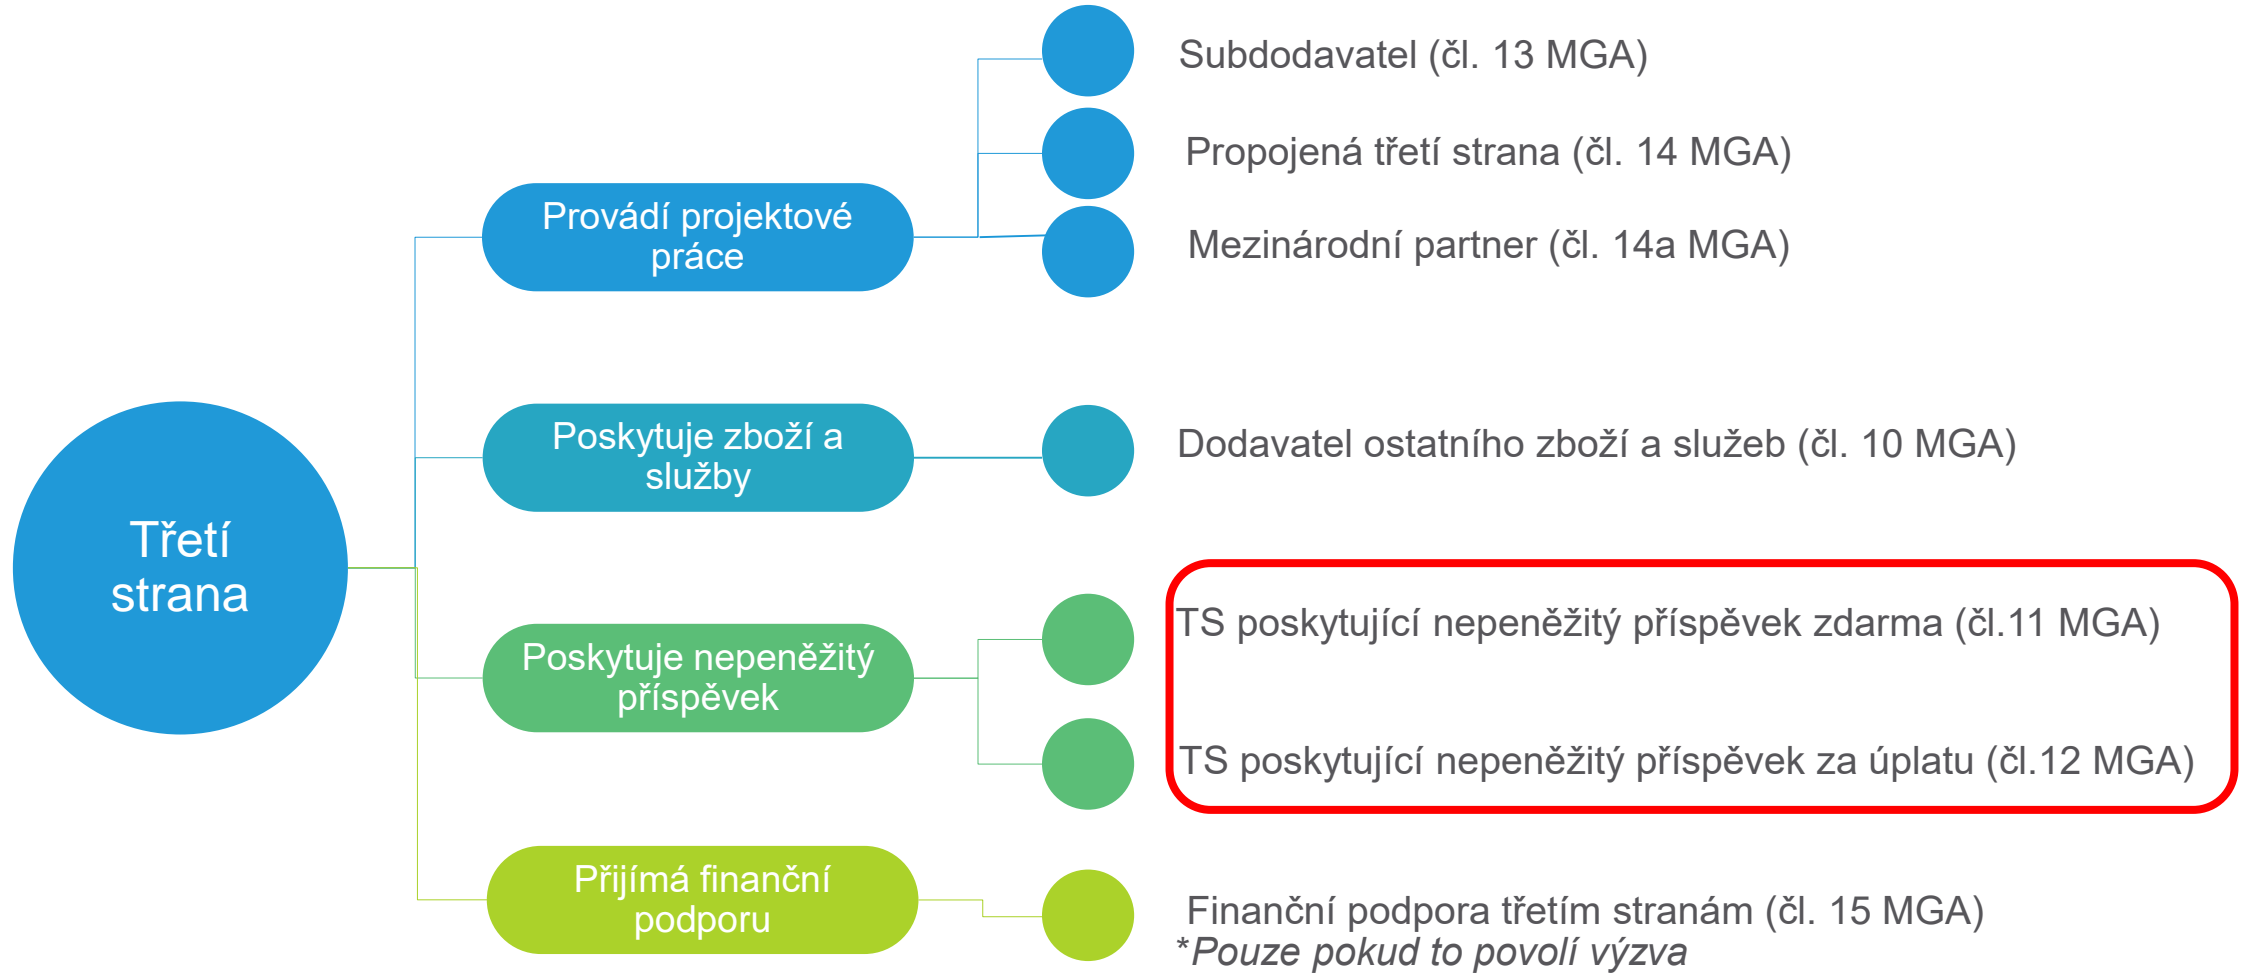 Třetí
strana
Provádí projektové
práce
Subdodavatel (čl. 13 MGA)
Propojená třetí strana (čl. 14 MGA)
Mezinárodní partner (čl. 14a MGA)
Poskytuje zboží a
služby
Dodavatel ostatního zboží a služeb (čl. 10 MGA)
Poskytuje nepeněžitý
příspěvek
TS poskytující nepeněžitý příspěvek zdarma (čl.11 MGA)
TS poskytující nepeněžitý příspěvek za úplatu (čl.12 MGA)
Přijímá finanční
podporu
Finanční podpora třetím stranám (čl. 15 MGA)
*Pouze pokud to povolí výzva